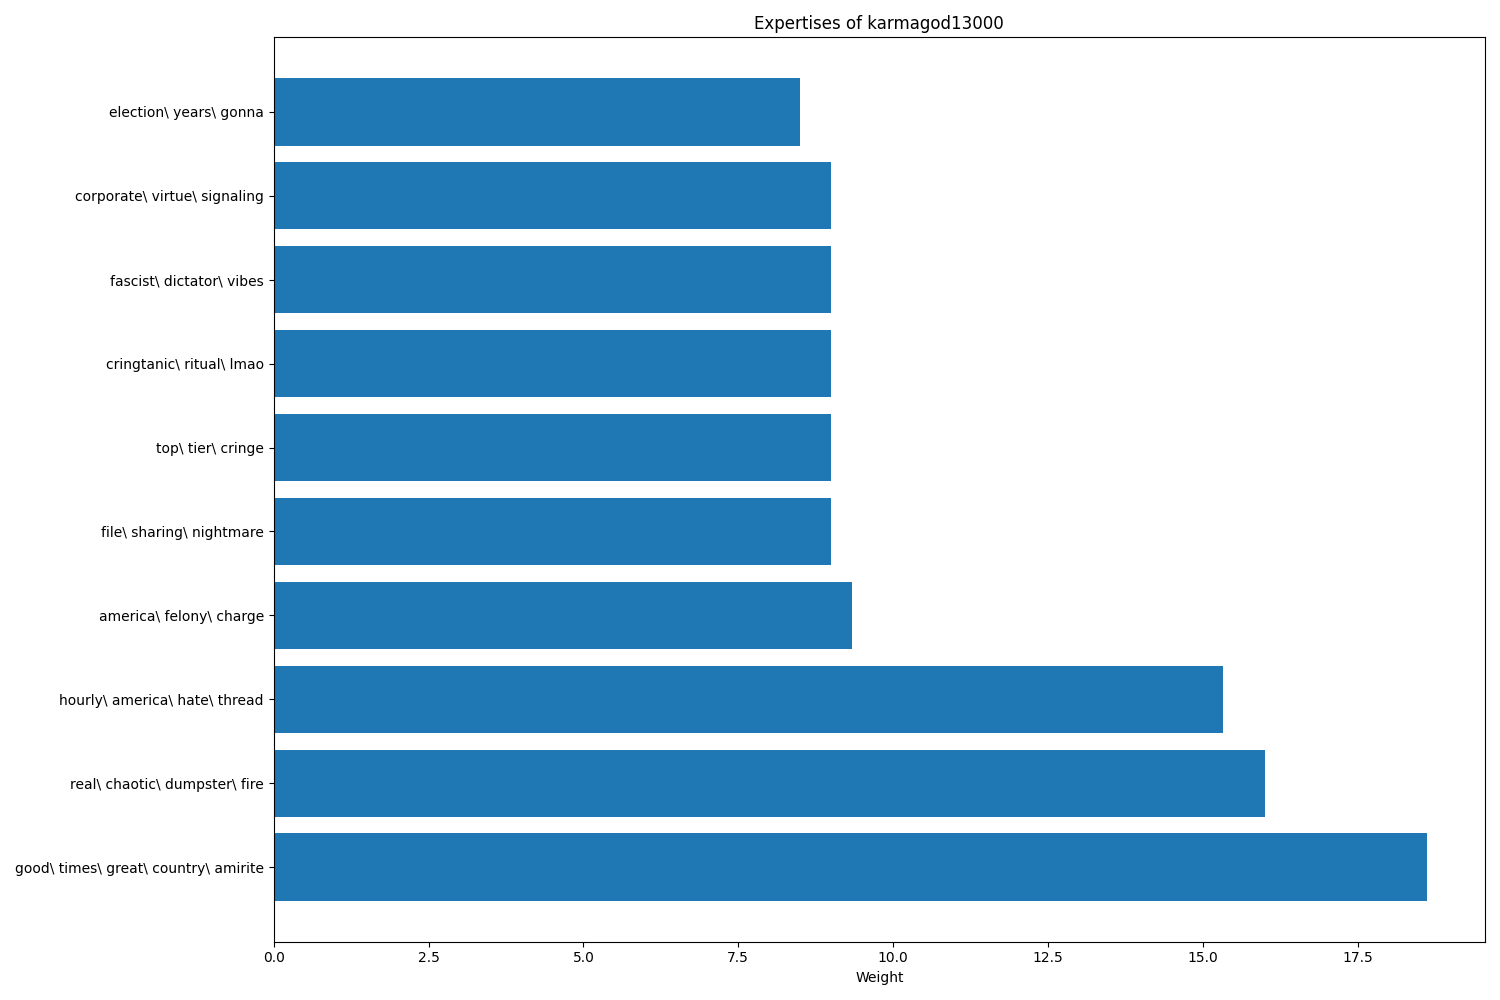 Expertises of karmagod13000
election\ years\ gonna
corporate\ virtue\ signaling
fascist\ dictator\ vibes
cringtanic\ ritual\ lmao
top\ tier\ cringe
file\ sharing\ nightmare
america\ felony\ charge
hourly\ america\ hate\ thread
real\ chaotic\ dumpster\ fire
good\ times\ great\ country\ amirite
0.0 2.5 5.0 7.5 10.0 12.5 15.0 17.5
Weight